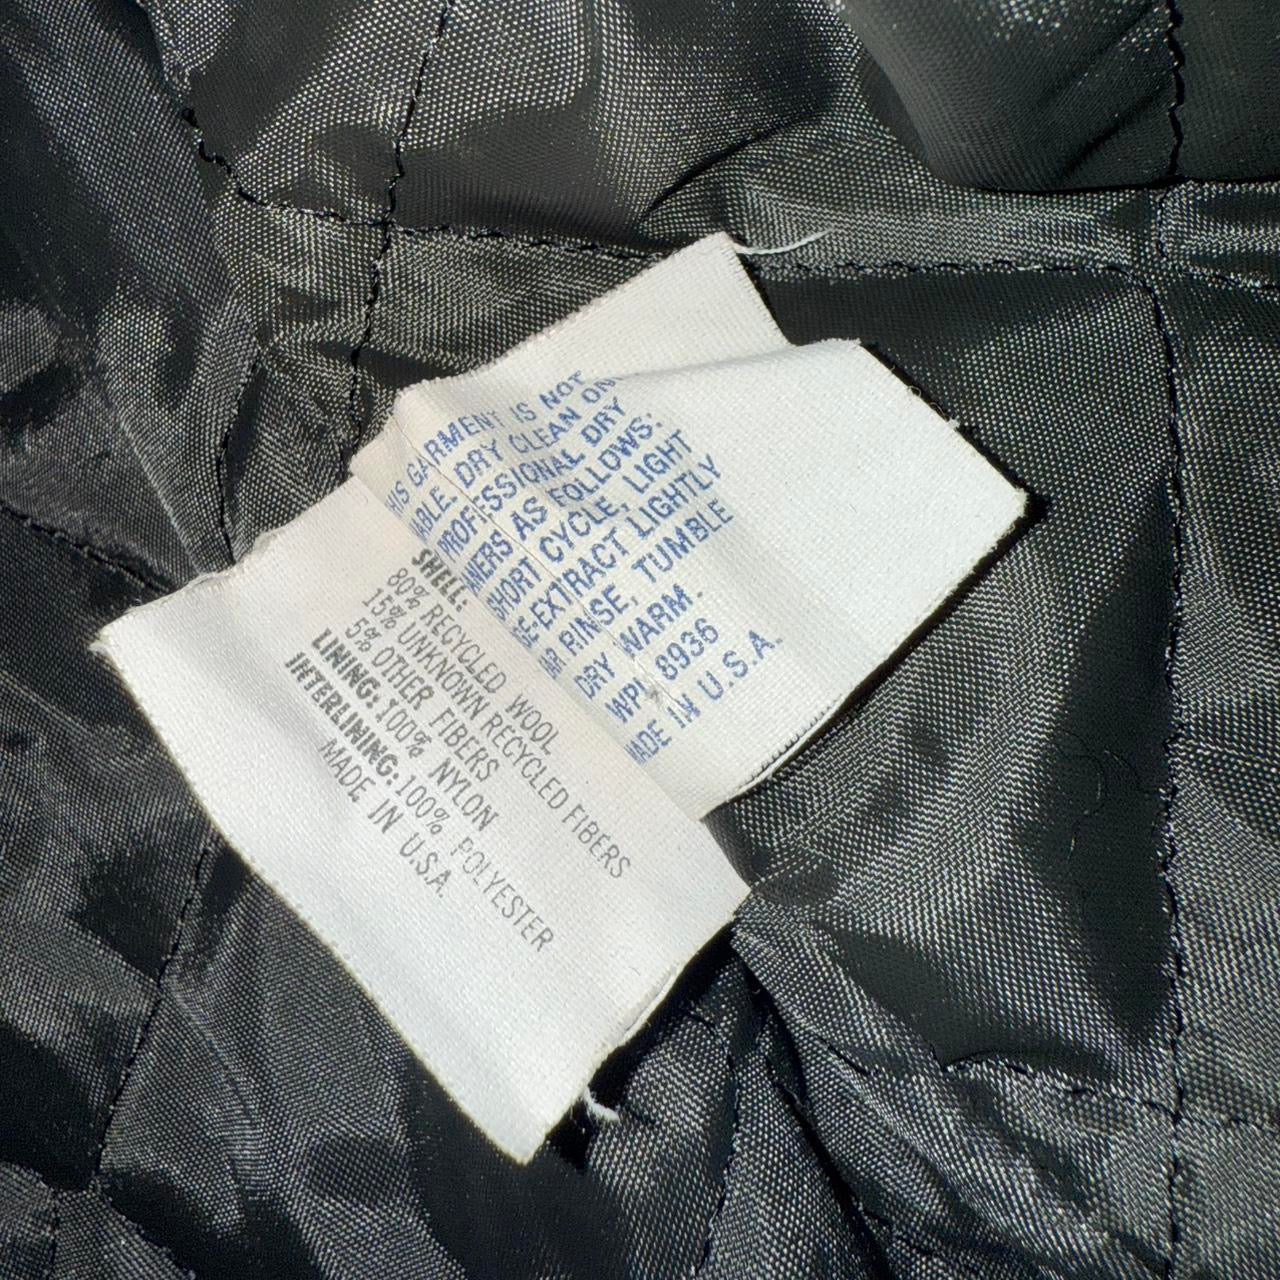 HIS GARMENT IS NOT
ABLE. DRY CLEAN ON
PROFESSIONAL DRY
ANERS AS FOLLOWS:
SHORT CYCLE, LIGHT
EXTRACT LIGHTLY
RINSE, TUMBLE
DRY WARM.
WPL 8936
MADE IN U.S.A.
SHELL:
80% RECYCLED WOOL
15% UNKNOWN RECYCLED FIBERS
5% OTHER FIBERS
LINING: 100% NYLON
INTERLINING: 100% POLYESTER
MADE IN U.S.A.